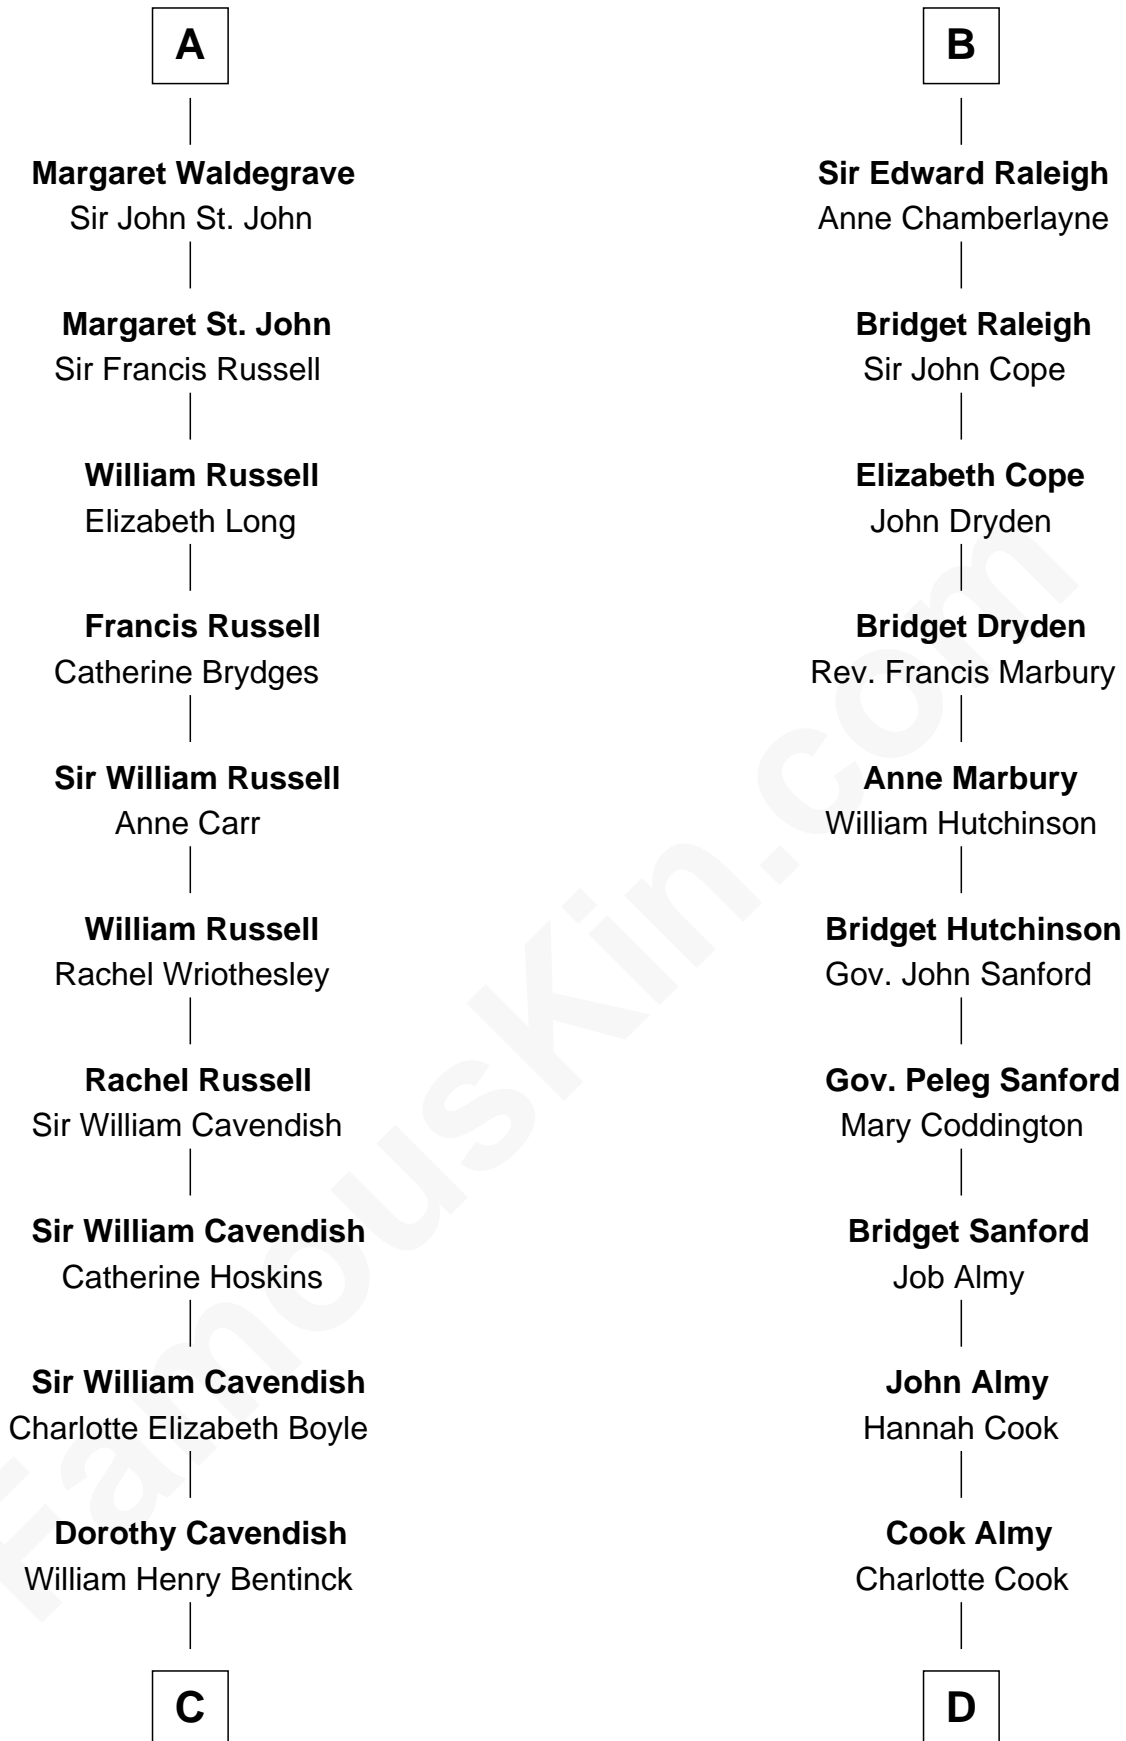 A
Margaret Waldegrave
Sir John St. John
Margaret St. John
Sir Francis Russell
William Russell
Elizabeth Long
Francis Russell
Catherine Brydges
Sir William Russell
Anne Carr
William Russell
Rachel Wriothesley
Rachel Russell
Sir William Cavendish
Sir William Cavendish
Catherine Hoskins
Sir William Cavendish
Charlotte Elizabeth Boyle
Dorothy Cavendish
William Henry Bentinck
C
B
Sir Edward Raleigh
Anne Chamberlayne
Bridget Raleigh
Sir John Cope
Elizabeth Cope
John Dryden
Bridget Dryden
Rev. Francis Marbury
Anne Marbury
William Hutchinson
Bridget Hutchinson
Gov. John Sanford
Gov. Peleg Sanford
Mary Coddington
Bridget Sanford
Job Almy
John Almy
Hannah Cook
Cook Almy
Charlotte Cook
D
FamousKin.com